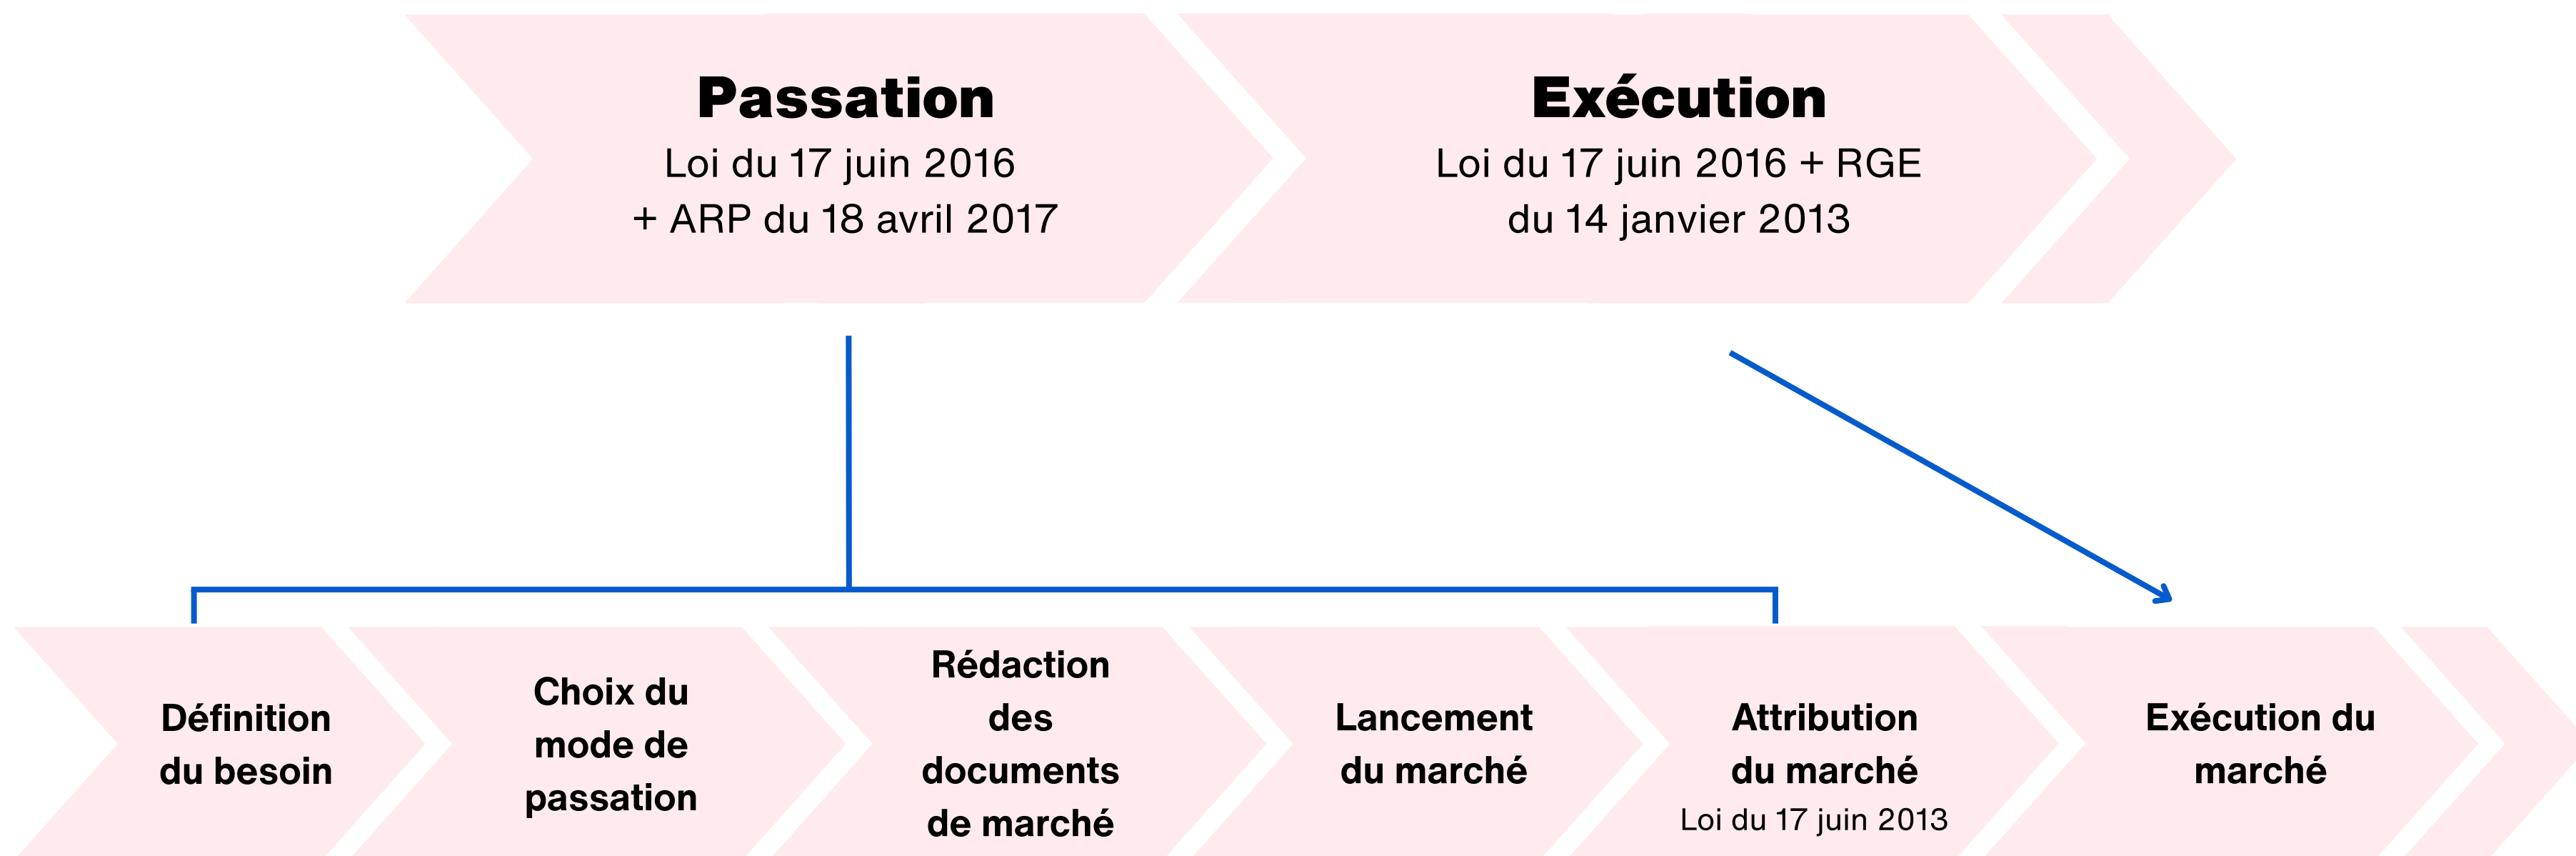 Passation
Loi du 17 juin 2016
+ ARP du 18 avril 2017
Exécution
Loi du 17 juin 2016 + RGE
du 14 janvier 2013
Définition
du besoin
Choix du
mode de
passation
Rédaction
des
documents
de marché
Lancement
du marché
Attribution
du marché
Loi du 17 juin 2013
Exécution du
marché